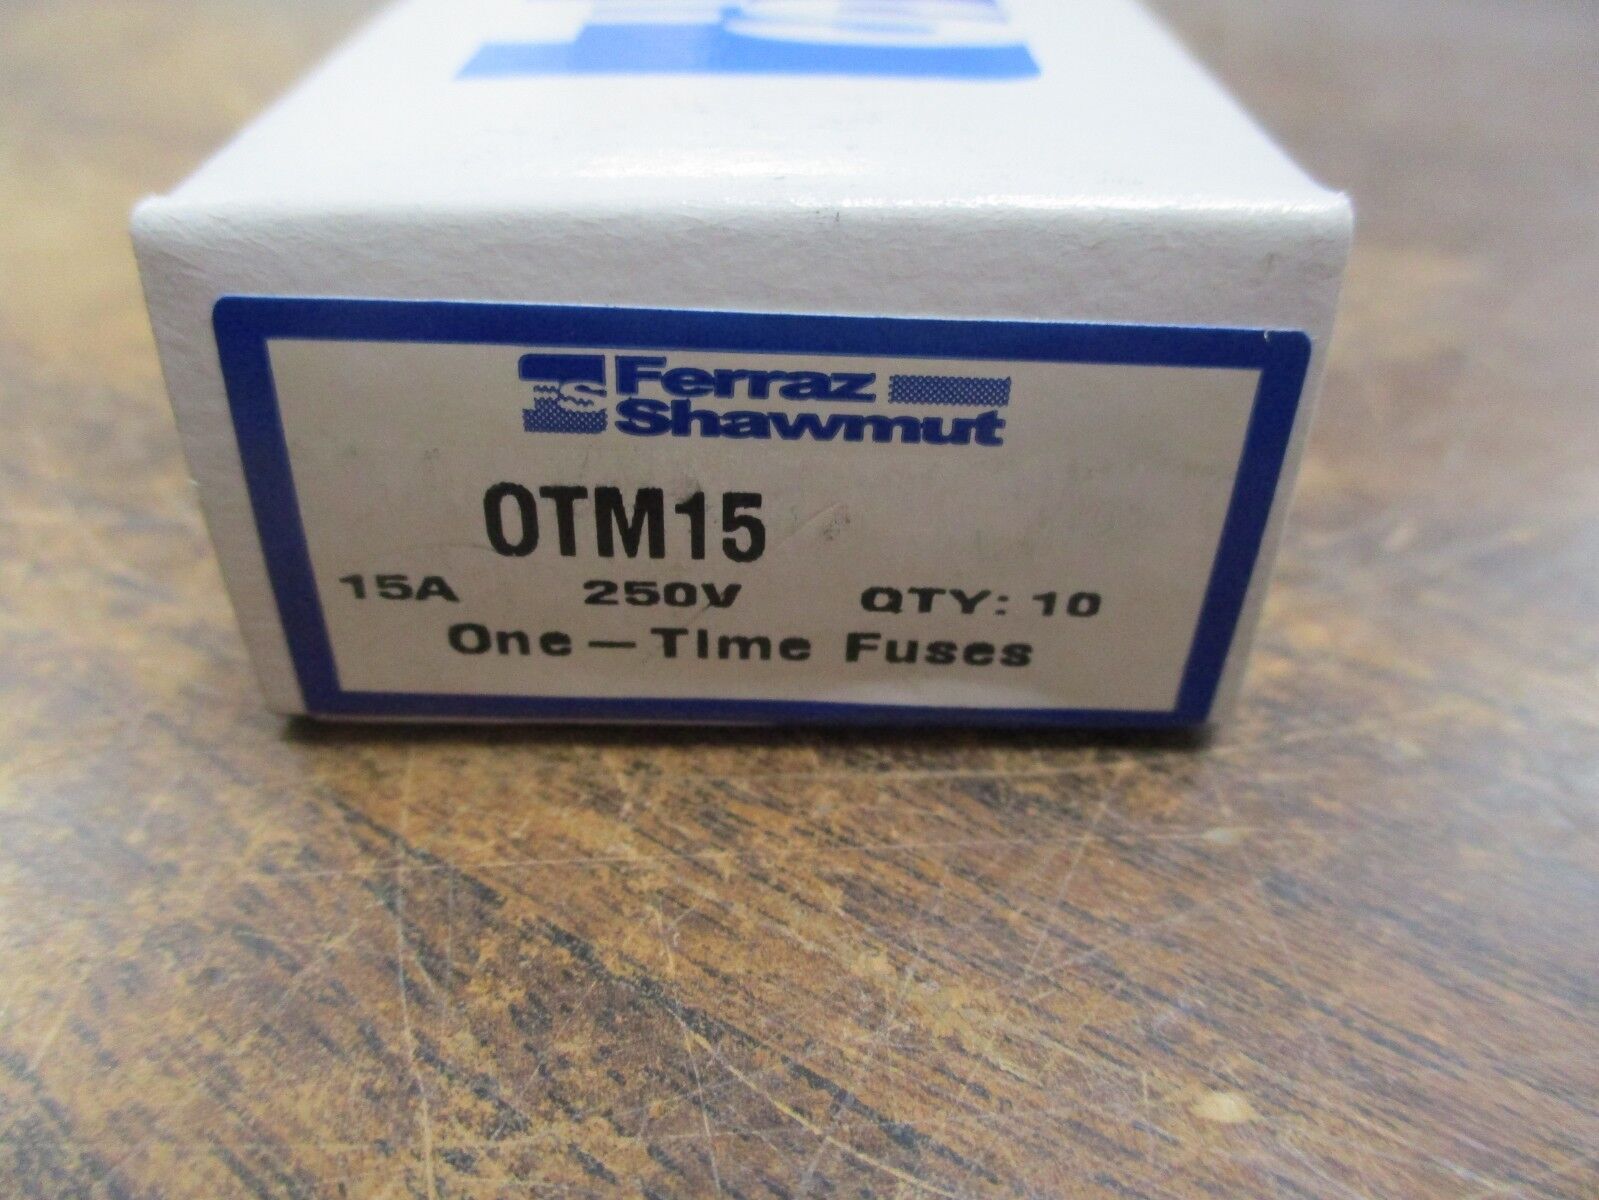 Ferraz
Shawmut
OTM15
15A 250V QTY: 10
One-Time Fuses